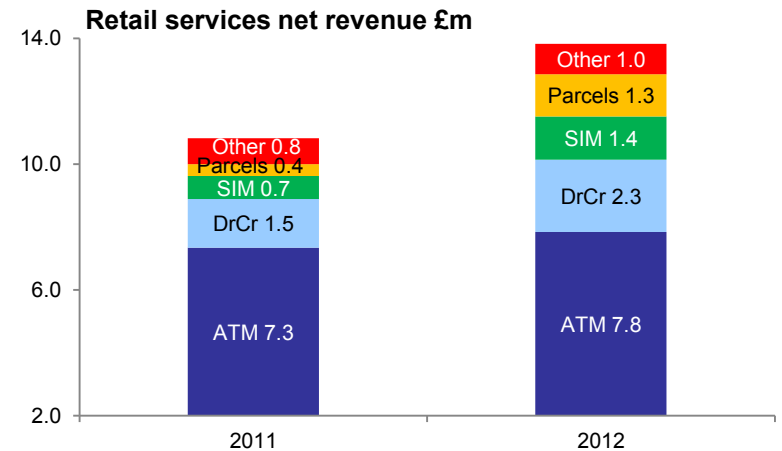 Retail services net revenue £m
14.0
10.0
6.0
2.0
Other 0.8
Parcels 0.4
SIM 0.7
DrCr 1.5
ATM 7.3
Other 1.0
Parcels 1.3
SIM 1.4
DrCr 2.3
ATM 7.8
2011
2012